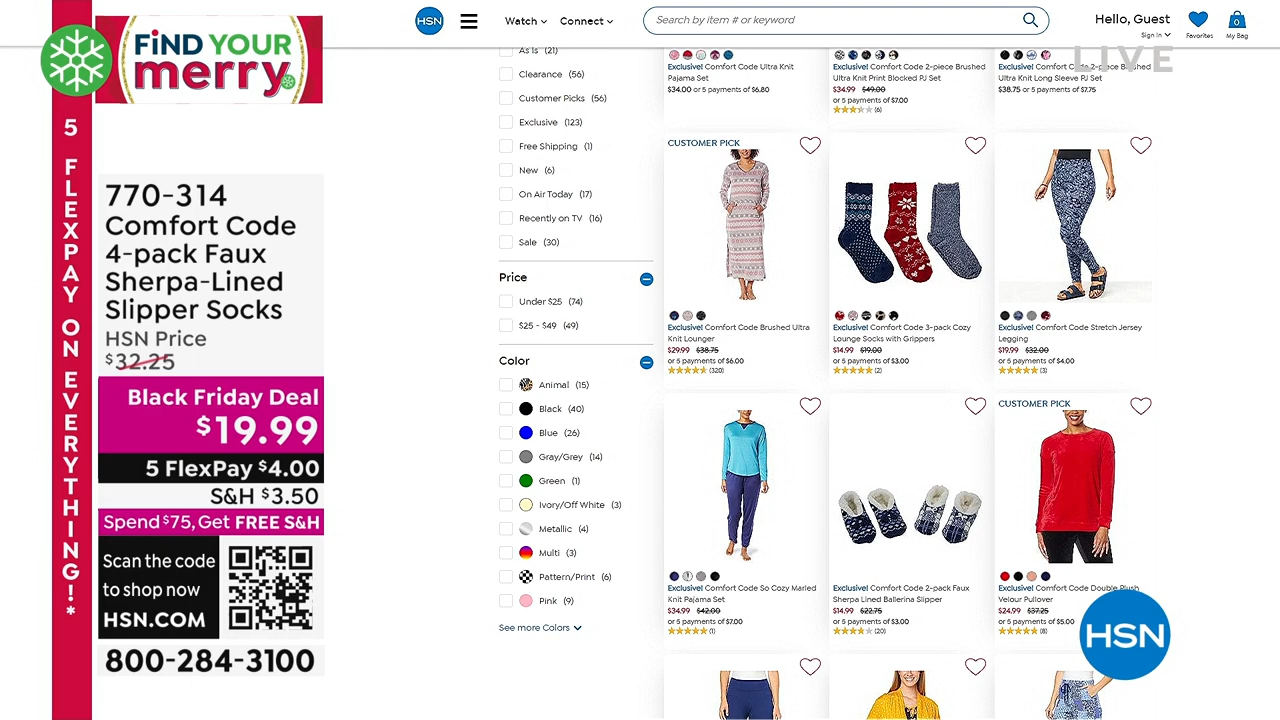 FiND YOUR
merry.
5 FLEXPAY ON EVERYTHING!*
770-314
Comfort Code
4-pack Faux
Sherpa-Lined
Slipper Socks
HSN Price
$32.25
Black Friday Deal
$19.99
5 FlexPay $4.00
S&H $3.50
Spend $75, Get FREE S&H
Scan the code
to shop now
HSN.COM
800-284-3100
HSN
Watch
Connect
Search by item # or keyword
Hello, Guest
Sign In
Favorites
0
My Bag
LIVE
As Is (21)
Clearance (56)
Customer Picks (56)
Exclusive (123)
Free Shipping (1)
New (6)
On Air Today (17)
Recently on TV (16)
Sale (30)
Price
Under $25 (74)
$25 - $49 (49)
Color
Animal (15)
Black (40)
Blue (26)
Gray/Grey (14)
Green (1)
Ivory/Off White (3)
Metallic (4)
Multi (3)
Pattern/Print (6)
Pink (9)
See more Colors
Exclusive! Comfort Code Ultra Knit
Pajama Set
$34.00 or 5 payments of $6.80
Exclusive! Comfort Code 2-piece Brushed
Ultra Knit Print Blocked PJ Set
$34.99 $49.00
or 5 payments of $7.00
(6)
Exclusive! Comfort Code 2-piece Brushed
Ultra Knit Long Sleeve PJ Set
$38.75 or 5 payments of $7.75
CUSTOMER PICK
Exclusive! Comfort Code Brushed Ultra
Knit Lounger
$29.99 $38.75
or 5 payments of $6.00
(320)
Exclusive! Comfort Code 3-pack Cozy
Lounge Socks with Grippers
$14.99 $19.00
or 5 payments of $3.00
(2)
Exclusive! Comfort Code Stretch Jersey
Legging
$19.99 $32.00
or 5 payments of $4.00
(3)
Exclusive! Comfort Code So Cozy Marled
Knit Pajama Set
$34.99 $42.00
or 5 payments of $7.00
(1)
Exclusive! Comfort Code 2-pack Faux
Sherpa Lined Ballerina Slipper
$14.99 $22.75
or 5 payments of $3.00
(20)
CUSTOMER PICK
Exclusive! Comfort Code Double Plush
Velour Pullover
$24.99 $37.25
or 5 payments of $5.00
(8)
HSN